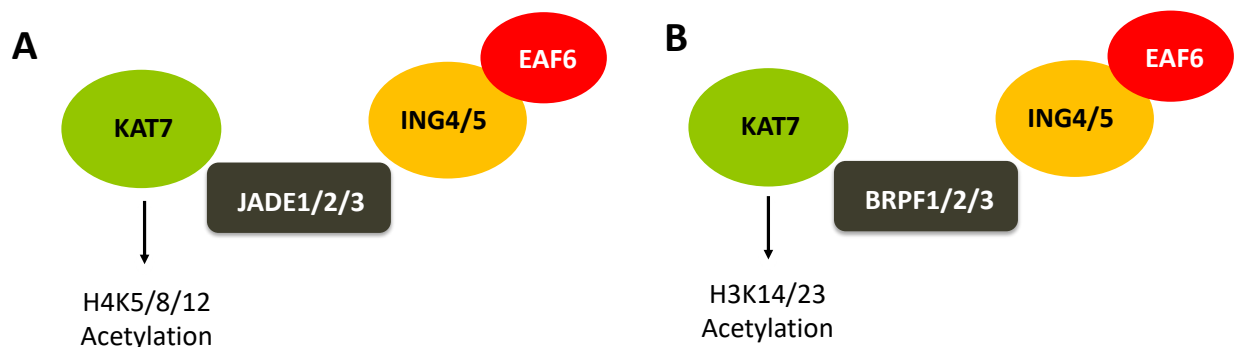 A
EAF6
KAT7
ING4/5
JADE1/2/3
H4K5/8/12
Acetylation
B
EAF6
KAT7
ING4/5
BRPF1/2/3
H3K14/23
Acetylation